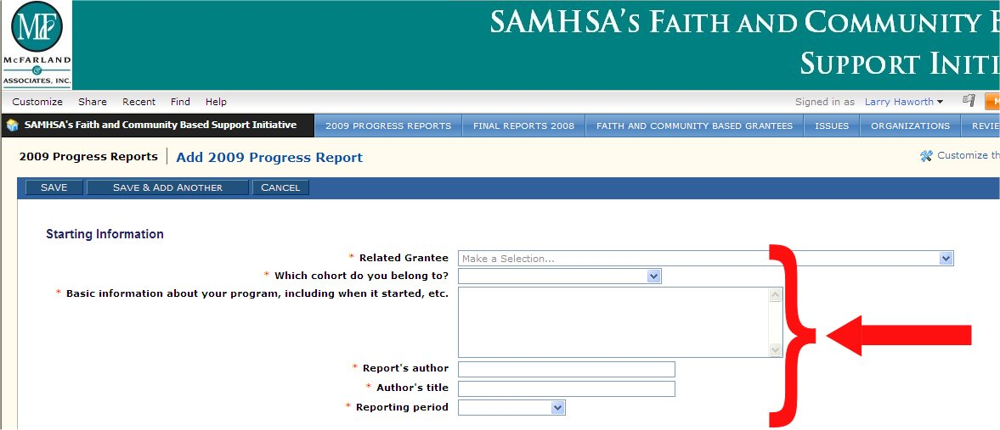 MF
MCFARLAND
&
ASSOCIATES, INC.
SAMHSA'S FAITH AND COMMUNITY B
SUPPORT INITI
Customize Share Recent Find Help Signed in as Larry Haworth M
SAMHSA's Faith and Community Based Support Initiative 2009 PROGRESS REPORTS FINAL REPORTS 2008 FAITH AND COMMUNITY BASED GRANTEES ISSUES ORGANIZATIONS REVIE
2009 Progress Reports Add 2009 Progress Report Customize th
SAVE SAVE & ADD ANOTHER CANCEL
Starting Information
* Related Grantee Make a Selection...
* Which cohort do you belong to?
* Basic information about your program, including when it started, etc.
* Report's author
* Author's title
* Reporting period